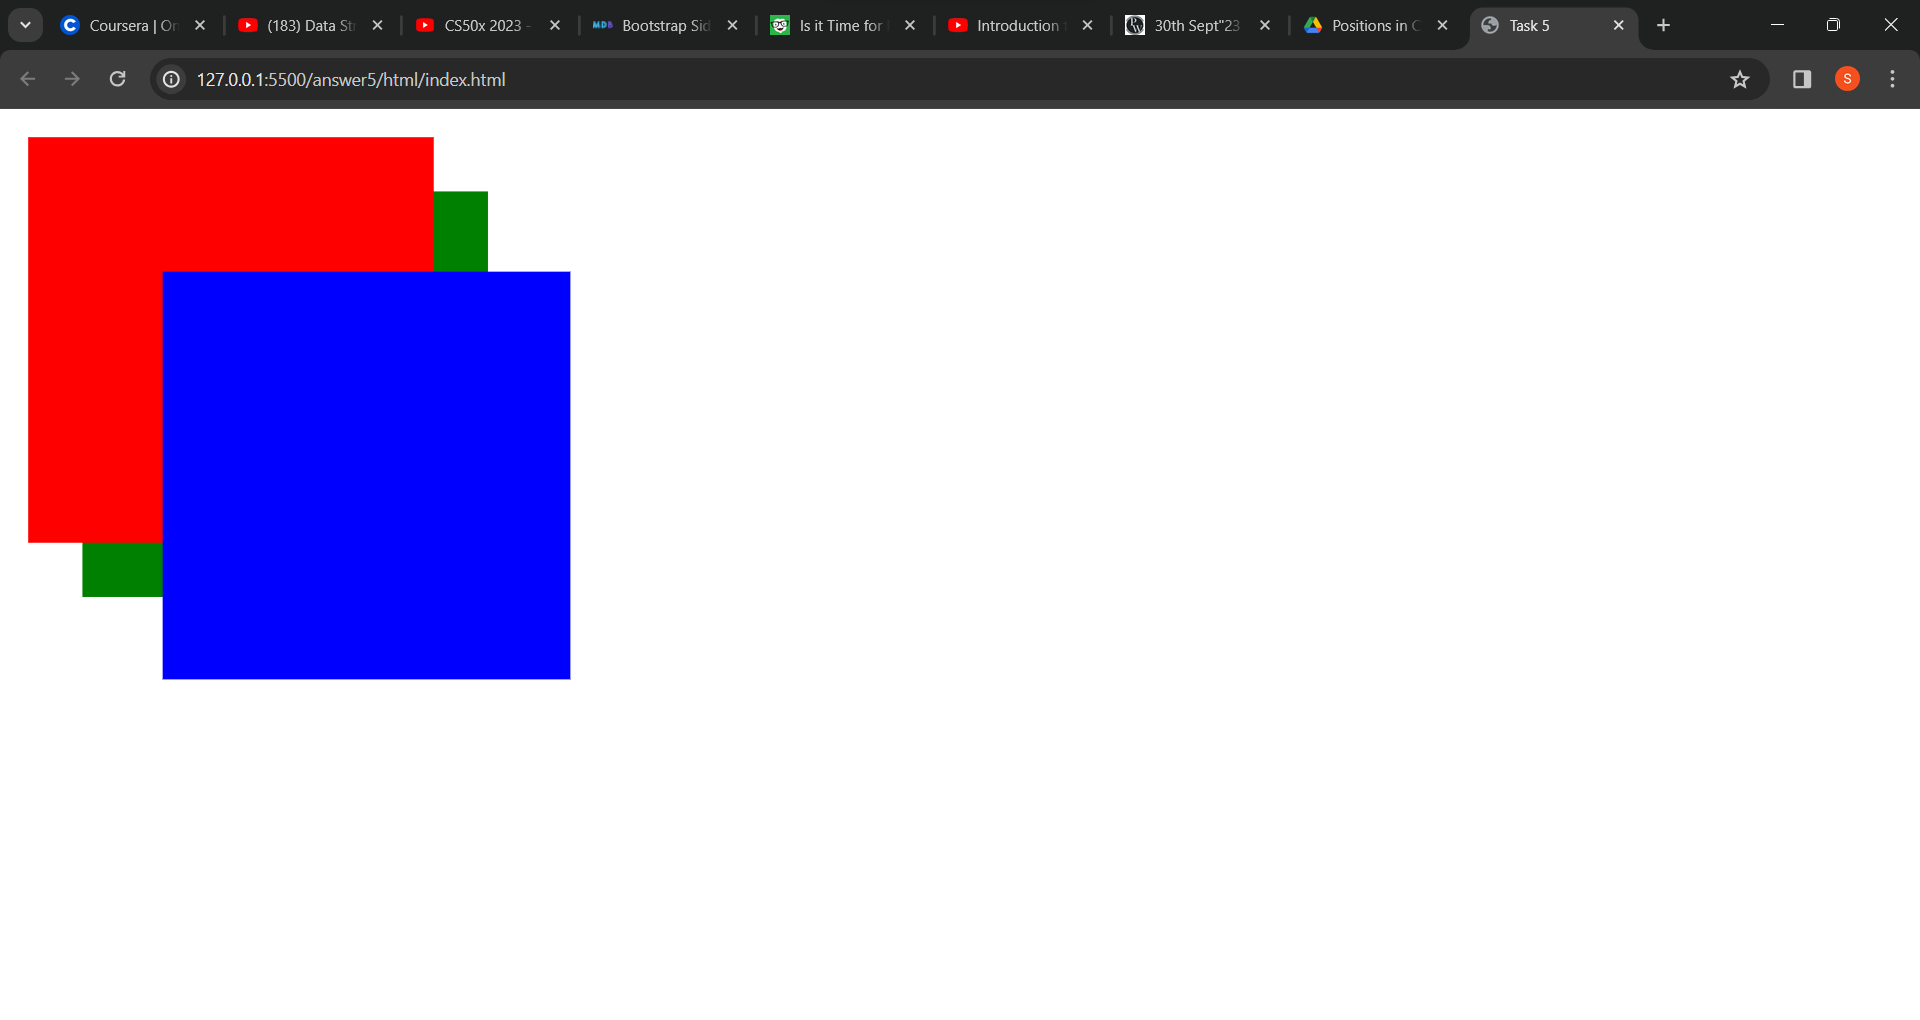 Coursera | On
(183) Data St
CS50x 2023 -
MDB Bootstrap Sid
Is it Time for
Introduction
30th Sept"23
Positions in C
Task 5
127.0.0.1:5500/answer5/html/index.html
S